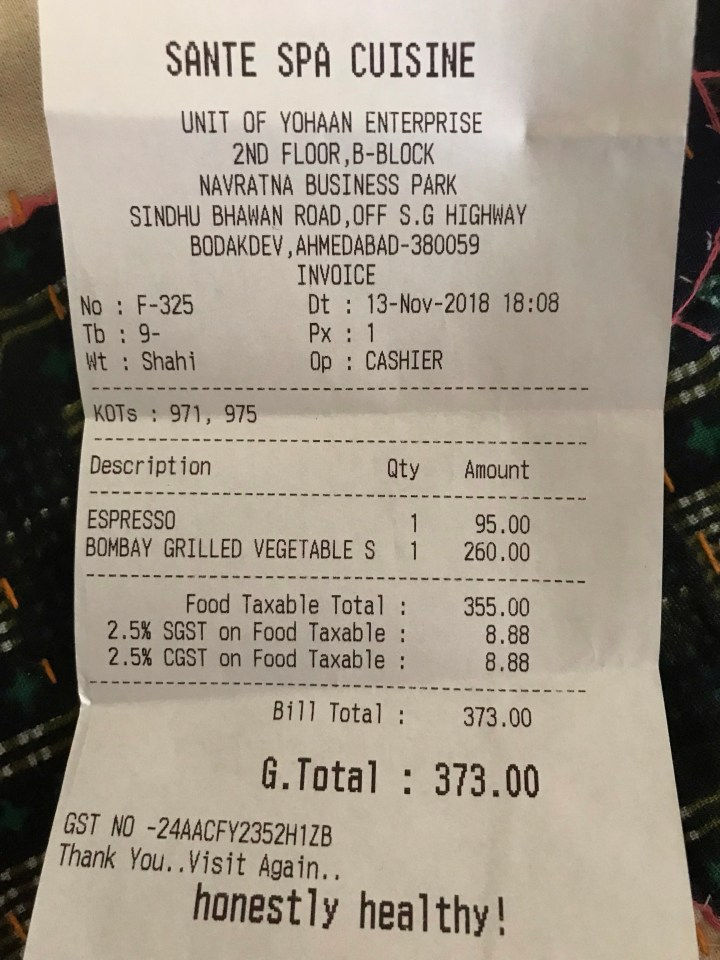 SANTE SPA CUISINE
UNIT OF YOHAAN ENTERPRISE
2ND FLOOR,B-BLOCK
NAVRATNA BUSINESS PARK
SINDHU BHAWAN ROAD,OFF S.G HIGHWAY
BODAKDEV,AHMEDABAD-380059
INVOICE
No : F-325 Dt : 13-Nov-2018 18:08
Tb : 9- Px : 1
Wt : Shahi Op : CASHIER
KOTs : 971, 975
Description Qty Amount
ESPRESSO 1 95.00
BOMBAY GRILLED VEGETABLE S 1 260.00
Food Taxable Total : 355.00
2.5% SGST on Food Taxable : 8.88
2.5% CGST on Food Taxable : 8.88
Bill Total : 373.00
G.Total : 373.00
GST NO -24AACFY2352H1ZB
Thank You..Visit Again..
honestly healthy!